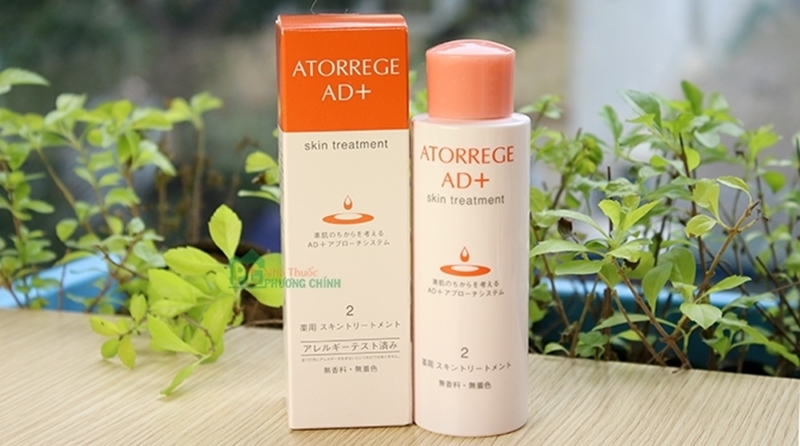 ATORREGE
AD+
skin treatment
素肌のちからを考える
AD+アプローチシステム
2
薬用 スキントリートメント
アレルギーテスト済み
無香料・無着色
ATORREGE
AD+
skin treatment
素肌のちからを考える
AD+アプローチシステム
2
薬用 スキントリートメント
無香料・無着色
Nhà Thuốc
PHƯƠNG CHÍNH